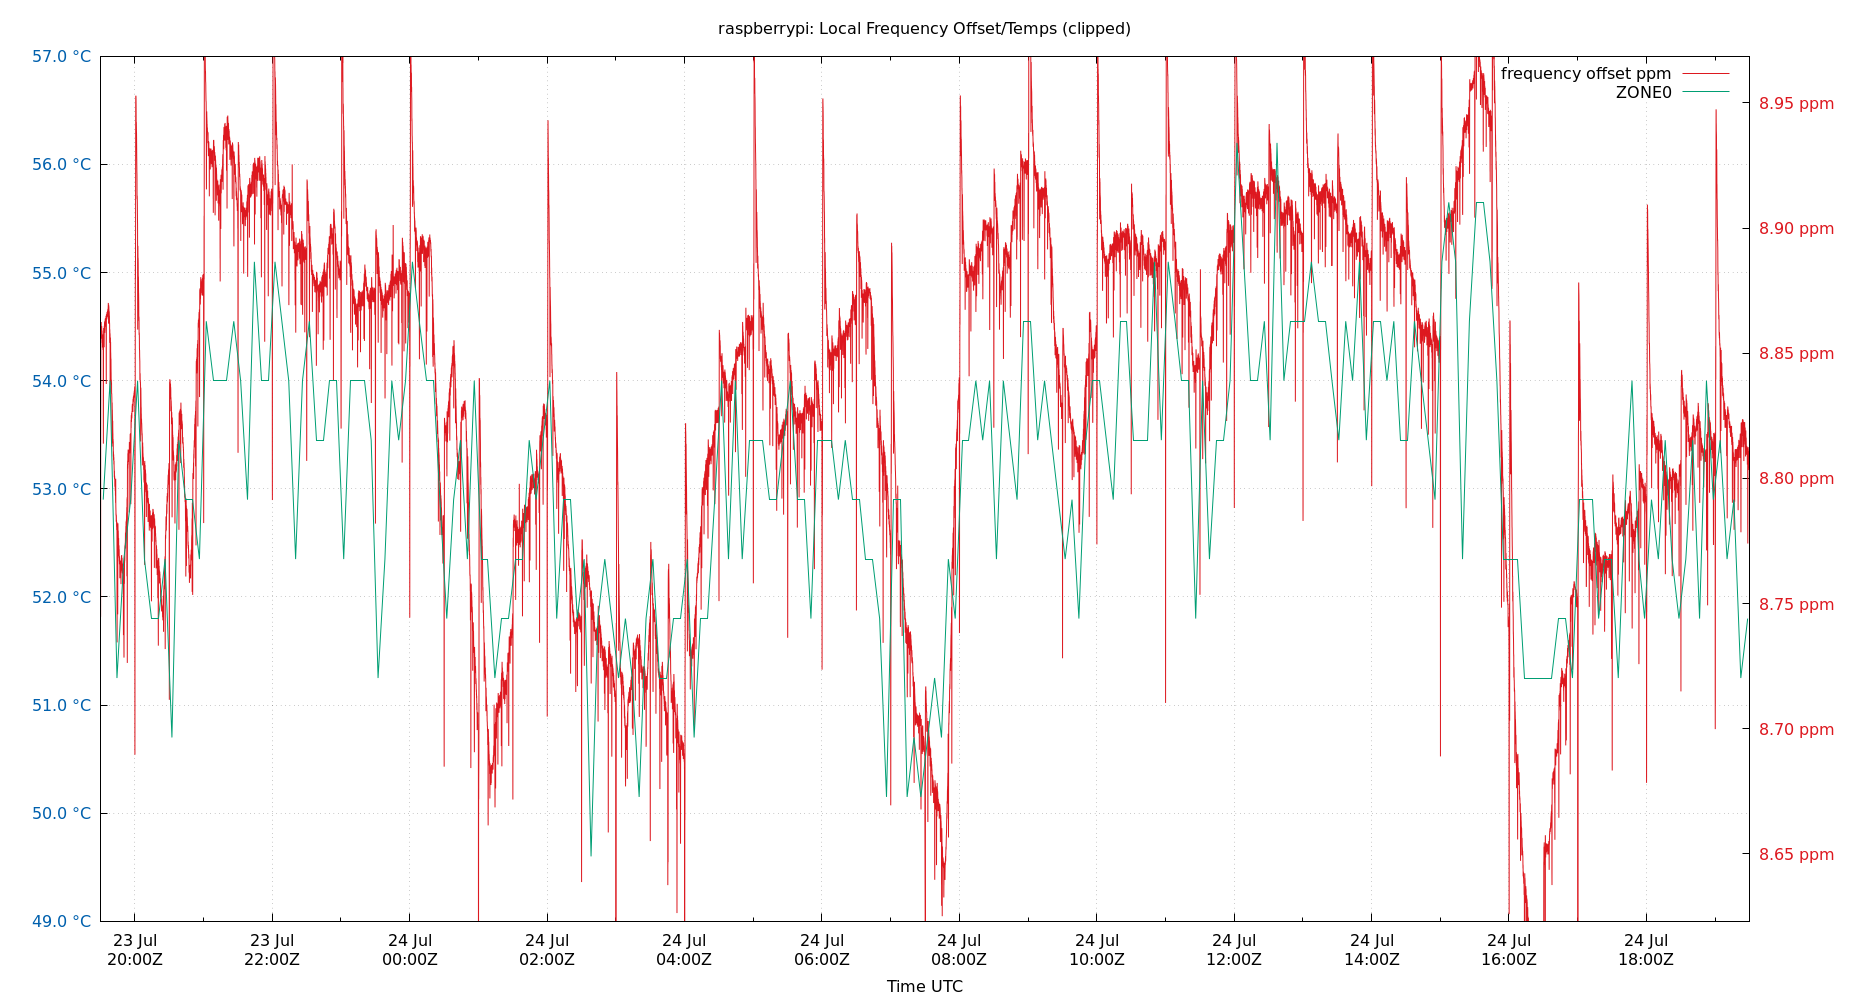 raspberrypi: Local Frequency Offset/Temps (clipped)
57.0 °C
56.0 °C
55.0 °C
54.0 °C
53.0 °C
52.0 °C
51.0 °C
50.0 °C
49.0 °C
frequency offset ppm
ZONE0
8.95 ppm
8.90 ppm
8.85 ppm
8.80 ppm
8.75 ppm
8.70 ppm
8.65 ppm
23 Jul 23 Jul 24 Jul 24 Jul 24 Jul 24 Jul 24 Jul 24 Jul 24 Jul 24 Jul 24 Jul 24 Jul
20:00Z 22:00Z 00:00Z 02:00Z 04:00Z 06:00Z 08:00Z 10:00Z 12:00Z 14:00Z 16:00Z 18:00Z
Time UTC